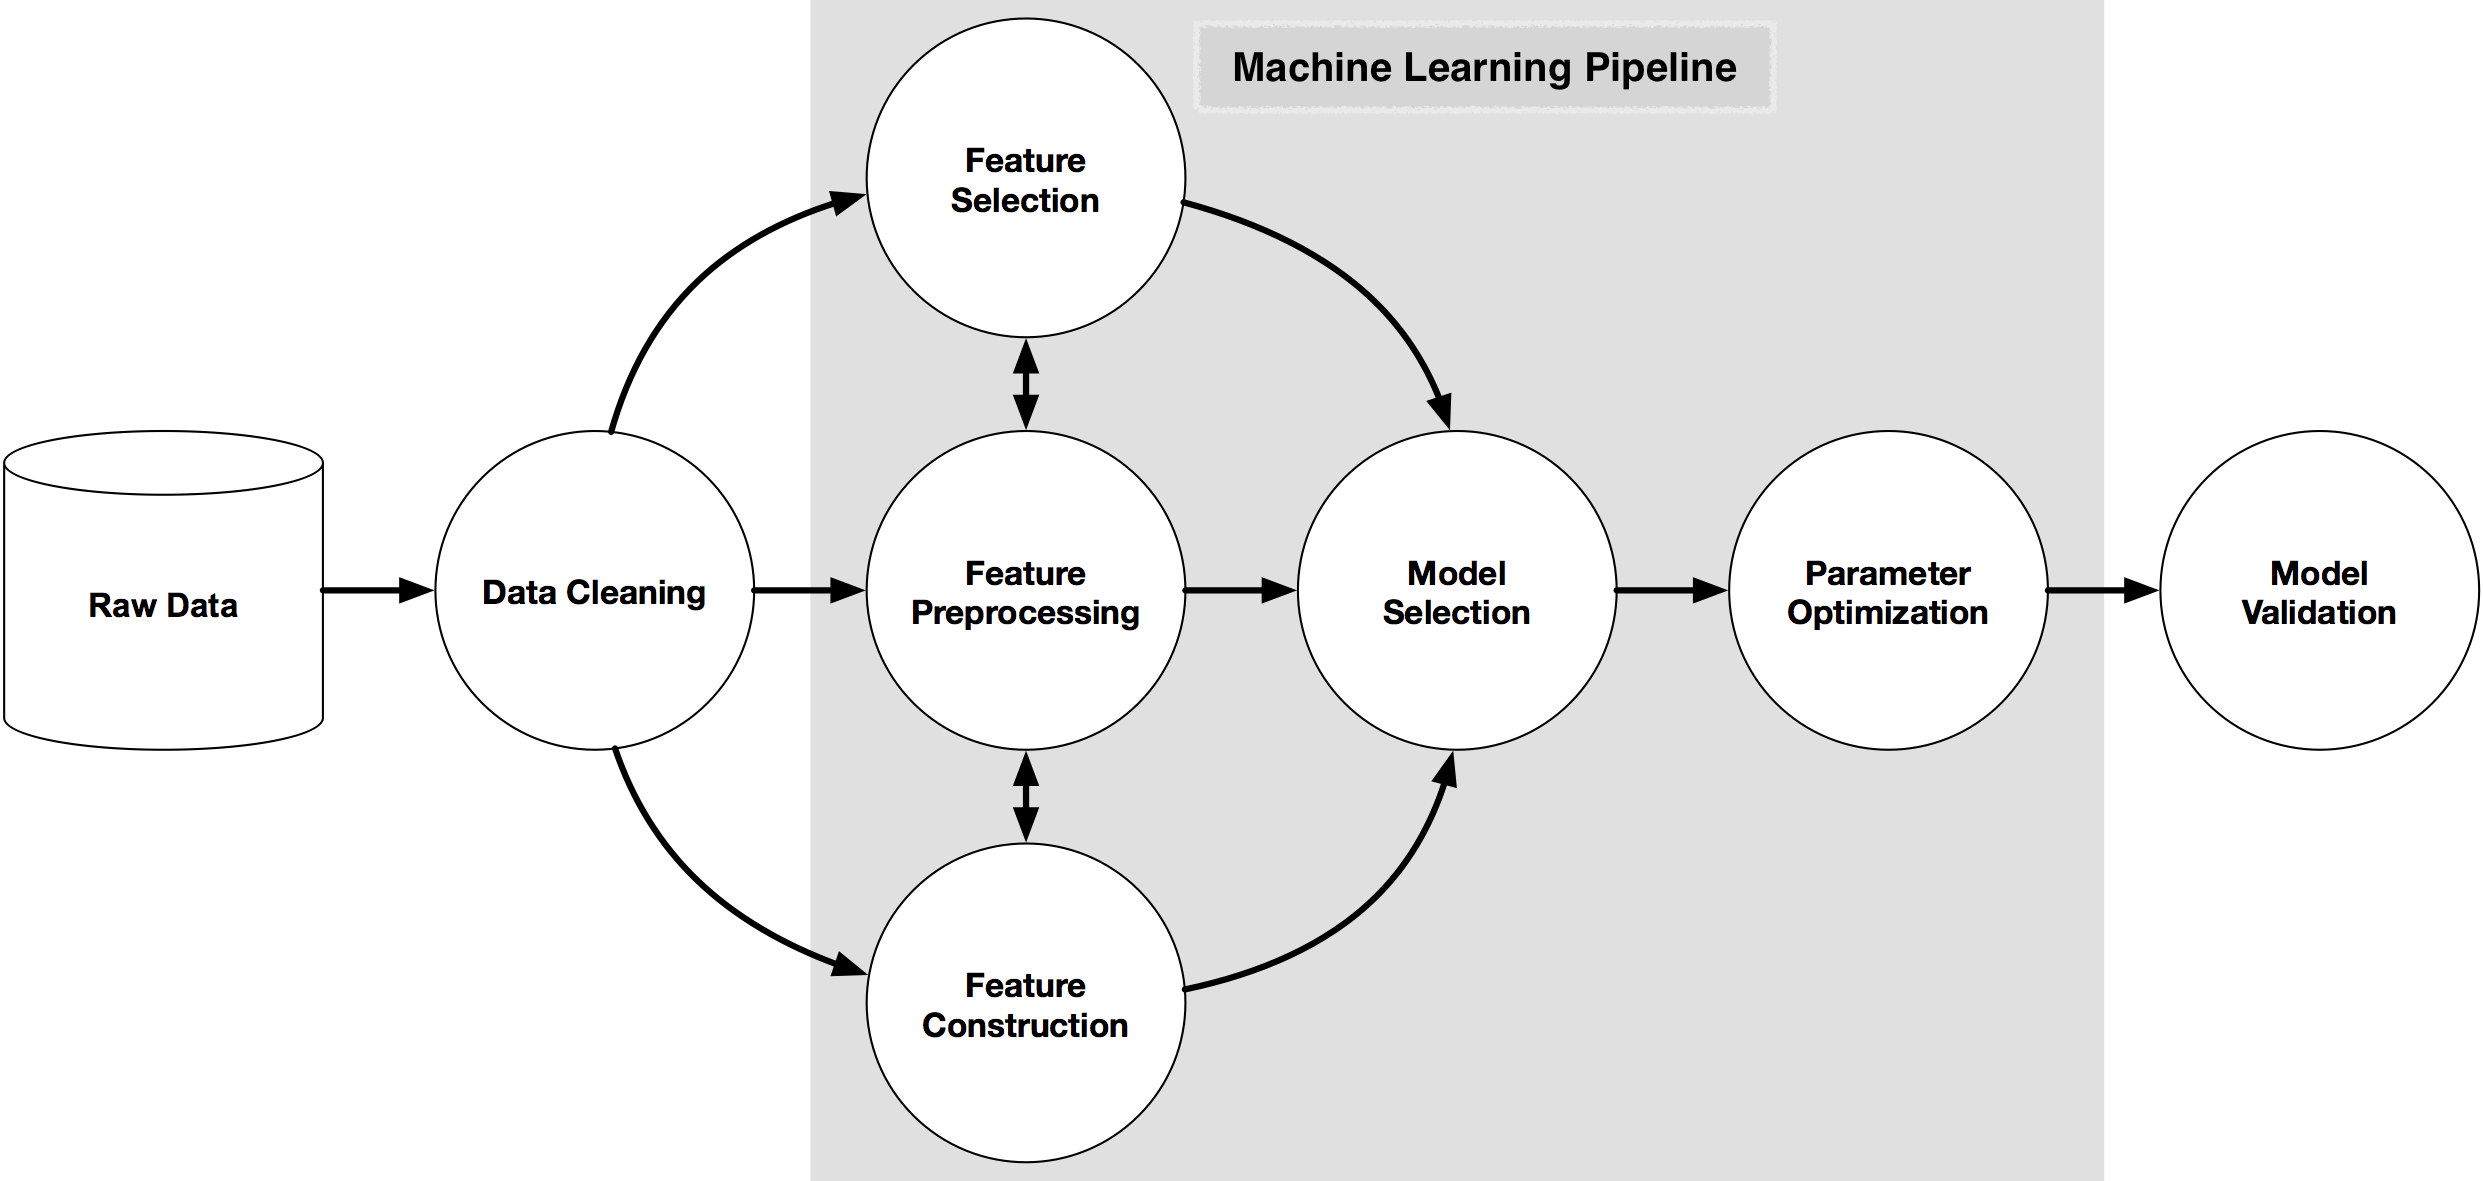 Machine Learning Pipeline
Raw Data
Data Cleaning
Feature
Selection
Feature
Preprocessing
Feature
Construction
Model
Selection
Parameter
Optimization
Model
Validation